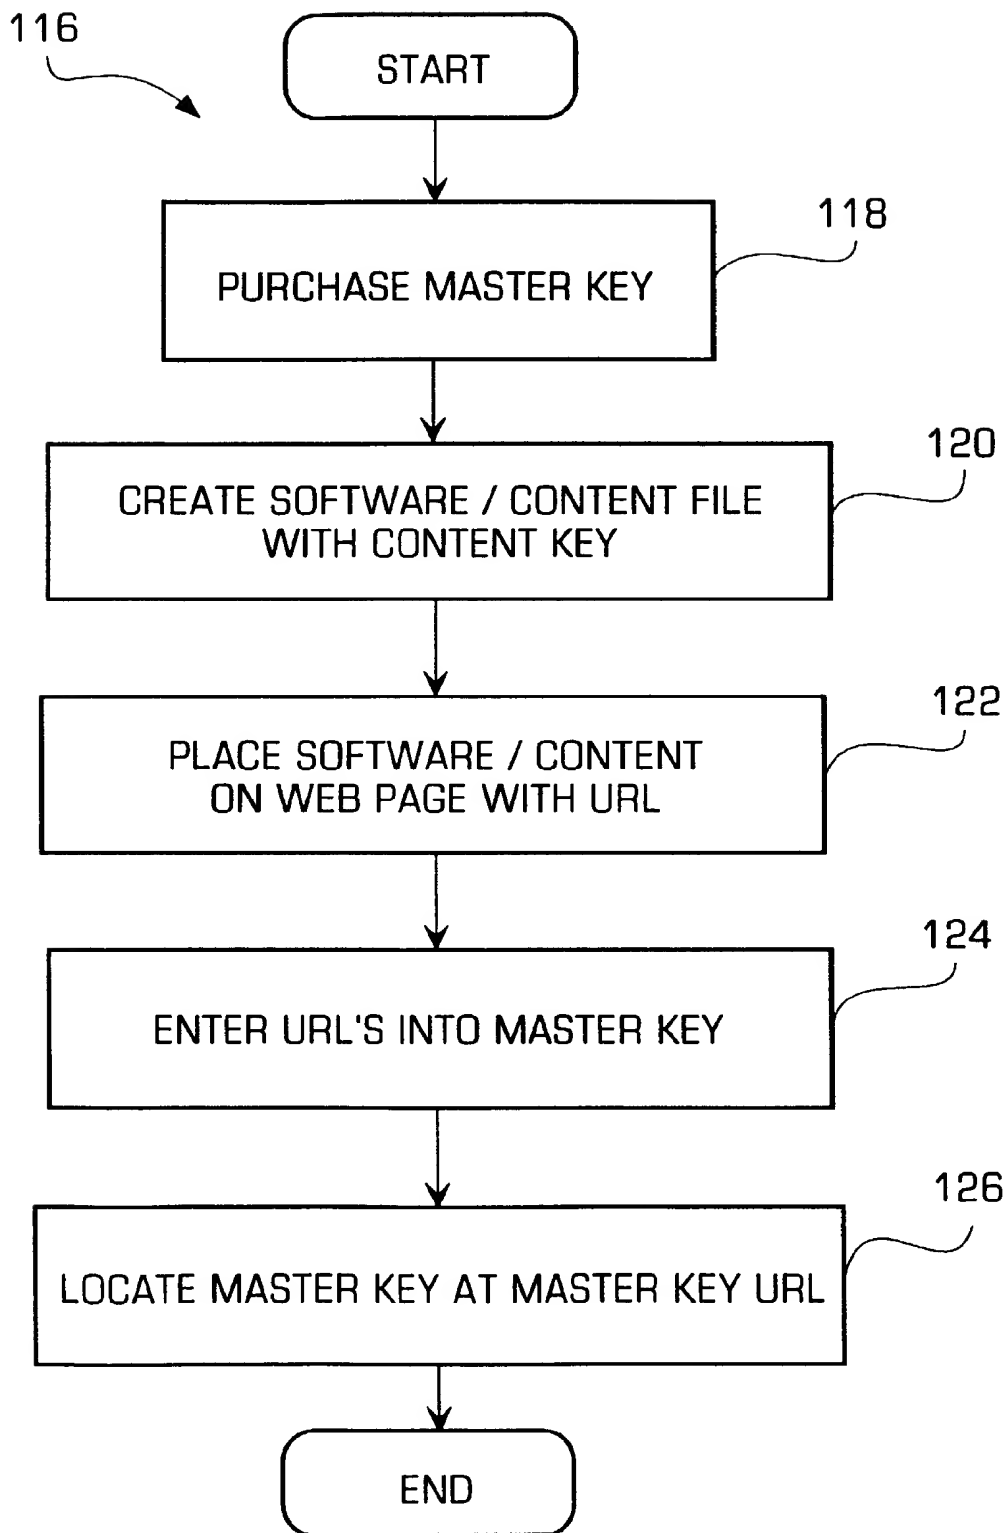 116
START
118
PURCHASE MASTER KEY
120
CREATE SOFTWARE / CONTENT FILE
WITH CONTENT KEY
122
PLACE SOFTWARE / CONTENT
ON WEB PAGE WITH URL
124
ENTER URL'S INTO MASTER KEY
126
LOCATE MASTER KEY AT MASTER KEY URL
END